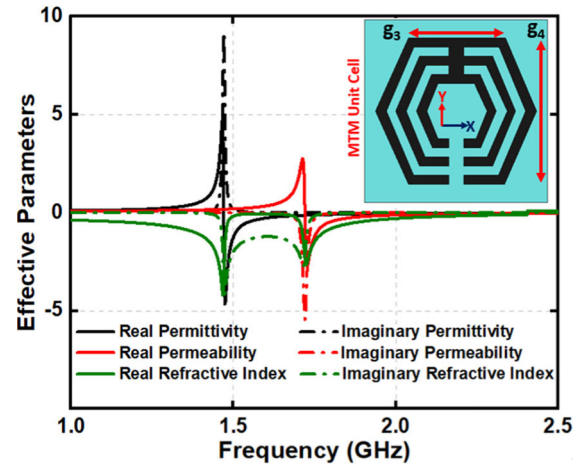 10
5
0
-5
1.0
1.5
2.0
2.5
Effective Parameters
Frequency (GHz)
Real Permittivity
Imaginary Permittivity
Real Permeability
Imaginary Permeability
Real Refractive Index
Imaginary Refractive Index
MTM Unit Cell
g3
g4
Y
X